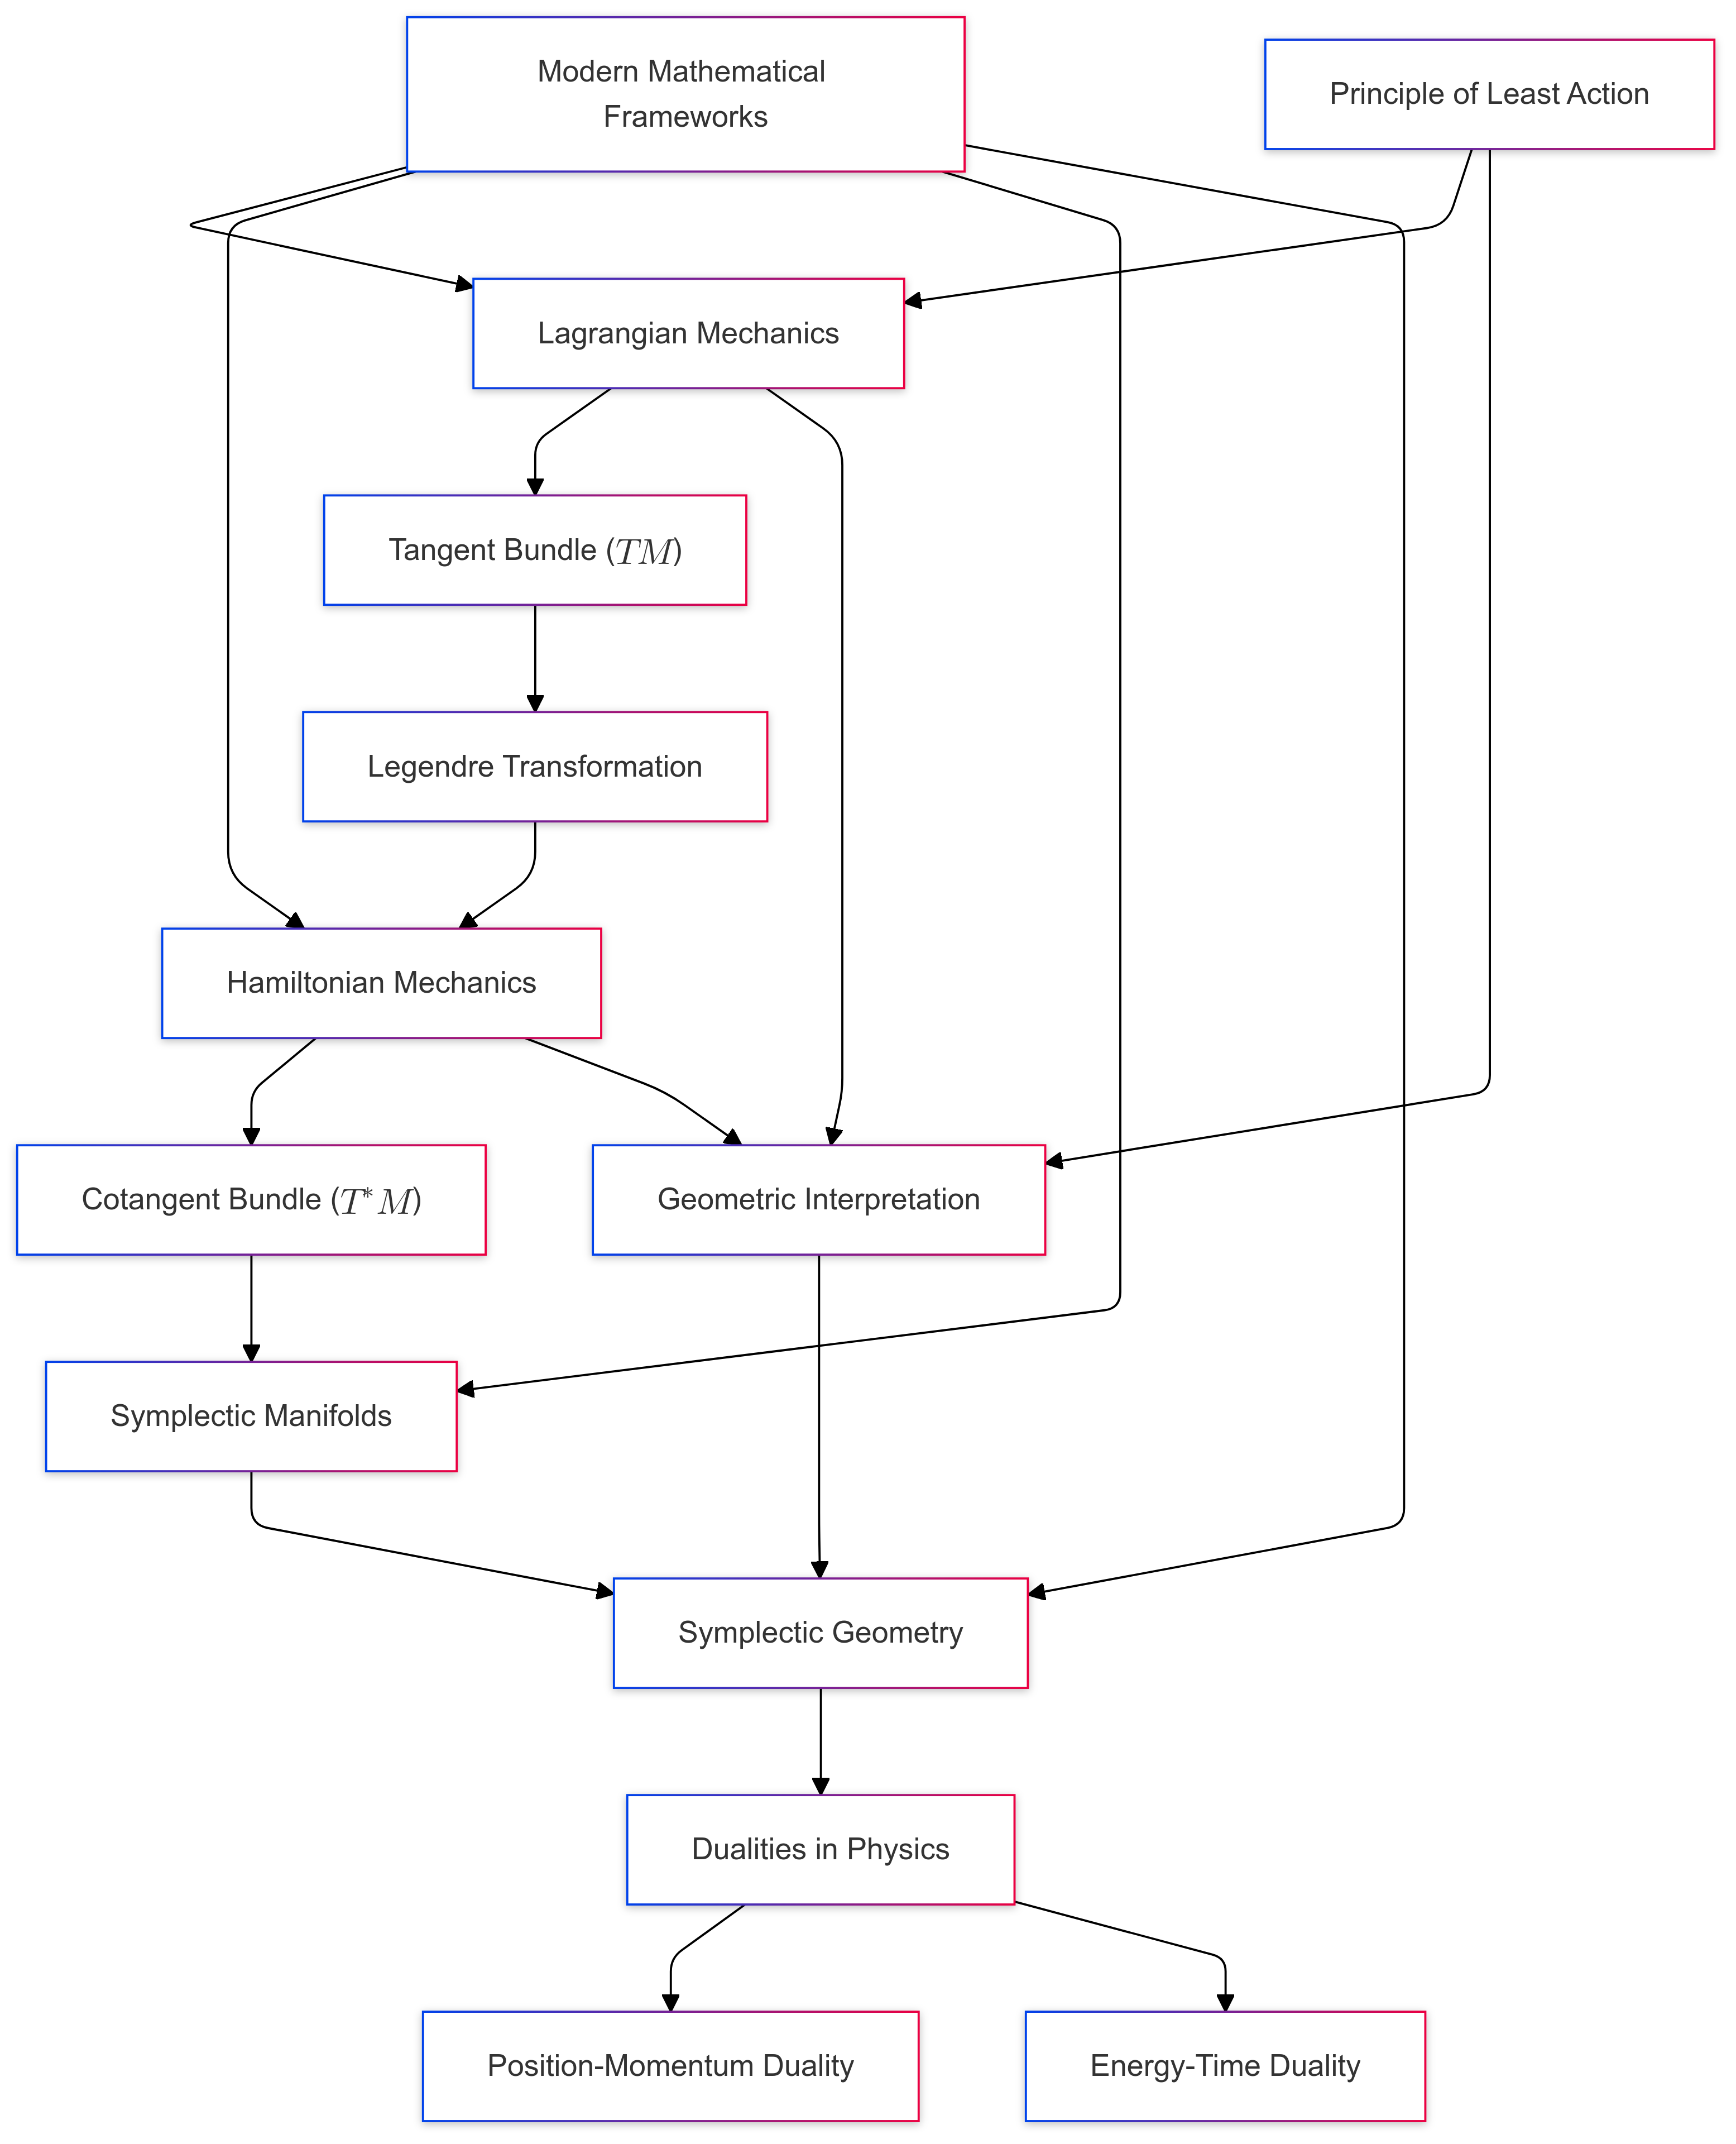 Modern Mathematical
Frameworks
Principle of Least Action
Lagrangian Mechanics
Tangent Bundle (TM)
Legendre Transformation
Hamiltonian Mechanics
Cotangent Bundle (T*M)
Geometric Interpretation
Symplectic Manifolds
Symplectic Geometry
Dualities in Physics
Position-Momentum Duality
Energy-Time Duality